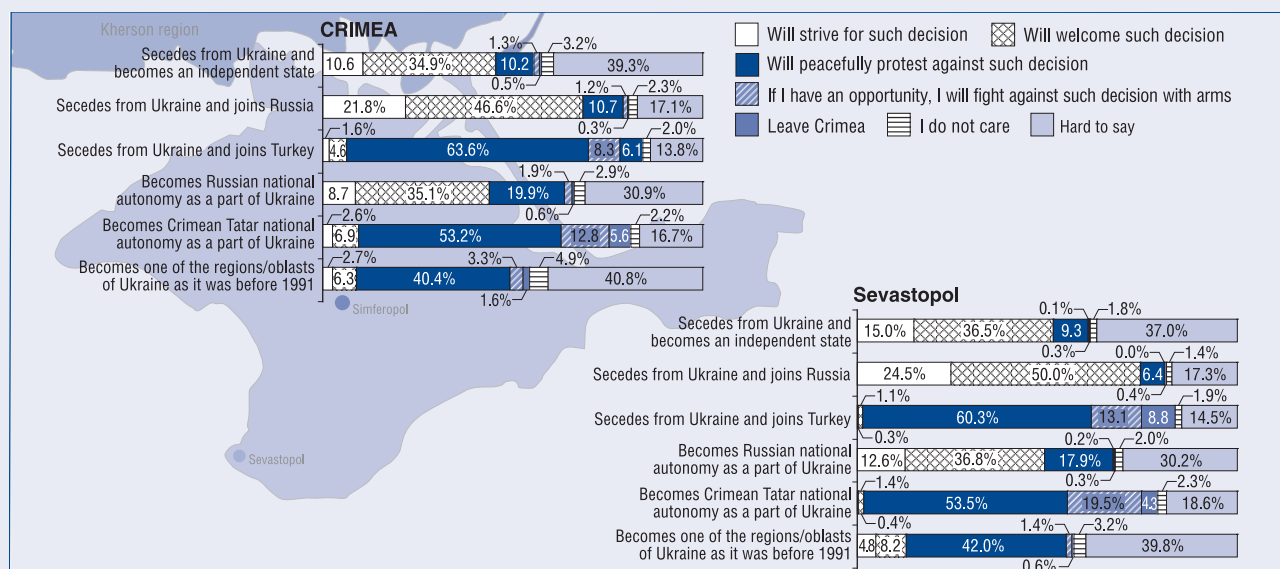 Kherson region
CRIMEA
Will strive for such decision
Will welcome such decision
Will peacefully protest against such decision
If I have an opportunity, I will fight against such decision with arms
Leave Crimea
I do not care
Hard to say
1.3% 3.2%
Secedes from Ukraine and
becomes an independent state
10.6 34.9% 10.2 39.3%
0.5%
1.2% 2.3%
Secedes from Ukraine and joins Russia
21.8% 46.6% 10.7 17.1%
0.3%
1.6% 2.0%
Secedes from Ukraine and joins Turkey
4.6 63.6% 8.3 6.1 13.8%
1.9% 2.9%
Becomes Russian national
autonomy as a part of Ukraine
8.7 35.1% 19.9% 30.9%
0.6%
2.6% 2.2%
Becomes Crimean Tatar national
autonomy as a part of Ukraine
6.9 53.2% 12.8 5.6 16.7%
2.7% 3.3% 4.9%
Becomes one of the regions/oblasts
of Ukraine as it was before 1991
6.3 40.4% 40.8%
1.6%
Simferopol
Sevastopol
Sevastopol
0.1% 1.8%
Secedes from Ukraine and
becomes an independent state
15.0% 36.5% 9.3 37.0%
0.3%
0.0% 1.4%
Secedes from Ukraine and joins Russia
24.5% 50.0% 6.4 17.3%
0.4%
1.1% 1.9%
Secedes from Ukraine and joins Turkey
60.3% 13.1 8.8 14.5%
0.3%
0.2% 2.0%
Becomes Russian national
autonomy as a part of Ukraine
12.6% 36.8% 17.9% 30.2%
0.3%
1.4% 2.3%
Becomes Crimean Tatar national
autonomy as a part of Ukraine
53.5% 19.5% 4.3 18.6%
0.4%
1.4% 3.2%
Becomes one of the regions/oblasts
of Ukraine as it was before 1991
4.8 8.2 42.0% 39.8%
0.6%